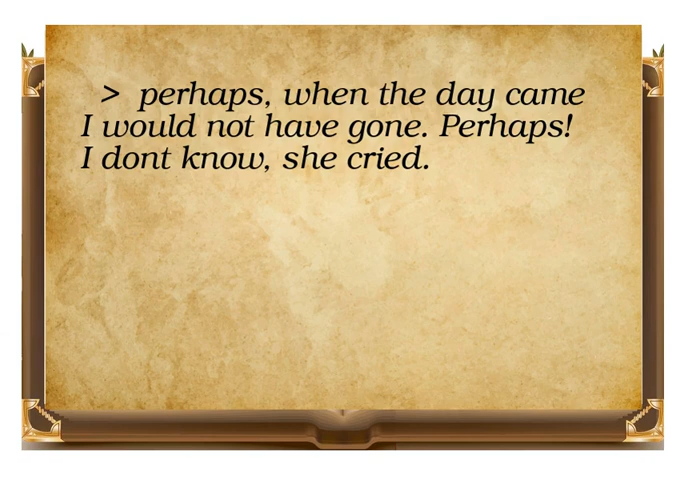 > perhaps, when the day came
I would not have gone. Perhaps!
I dont know, she cried.